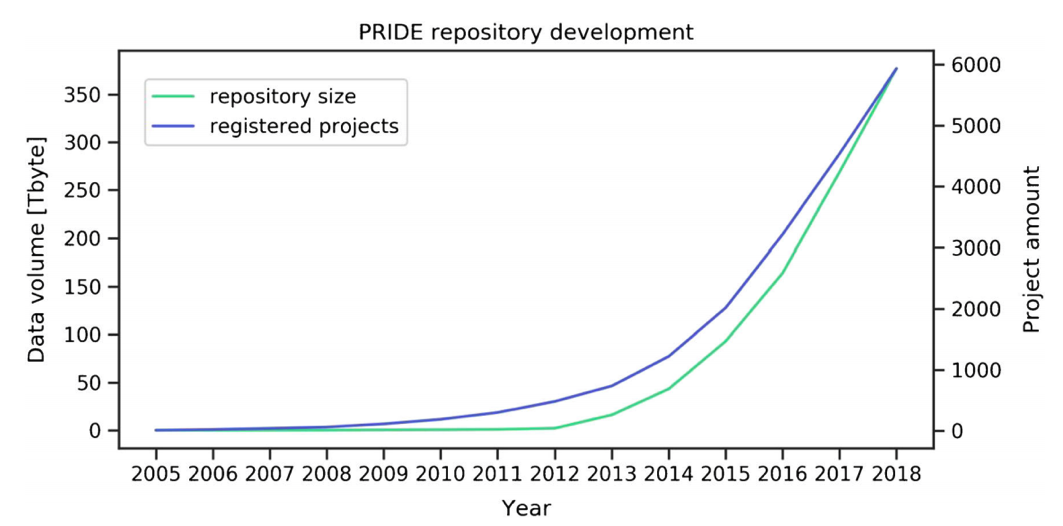 PRIDE repository development
repository size
registered projects
Data volume [Tbyte]
350
300
250
200
150
100
50
0
6000
5000
4000
3000
2000
1000
0
Project amount
2005 2006 2007 2008 2009 2010 2011 2012 2013 2014 2015 2016 2017 2018
Year